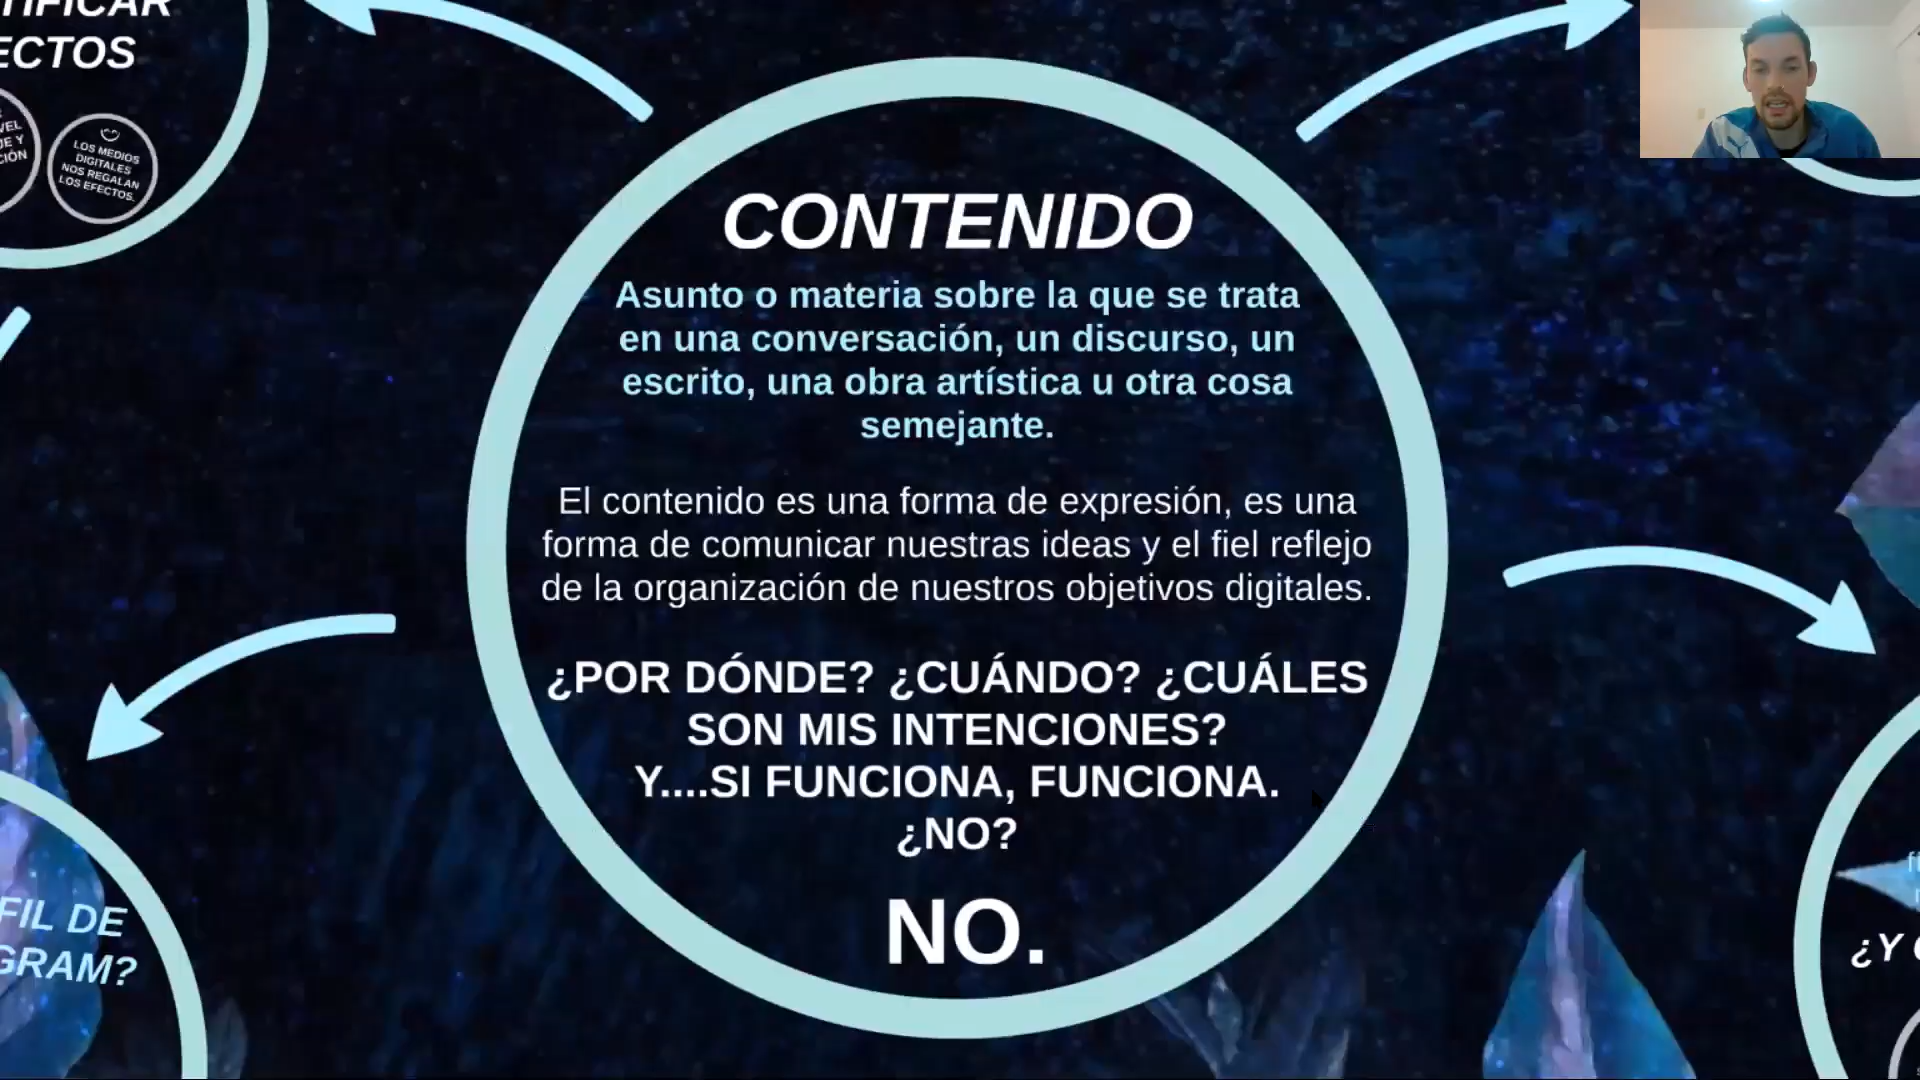 ECTOS
LOS MEDIOS
DIGITALES
NOS REGALAN
LOS EFECTOS.
CONTENIDO
Asunto o materia sobre la que se trata
en una conversación, un discurso, un
escrito, una obra artística u otra cosa
semejante.
El contenido es una forma de expresión, es una
forma de comunicar nuestras ideas y el fiel reflejo
de la organización de nuestros objetivos digitales.
¿POR DÓNDE? ¿CUÁNDO? ¿CUÁLES
SON MIS INTENCIONES?
Y....SI FUNCIONA, FUNCIONA.
¿NO?
NO.
FIL DE
GRAM?
¿Y